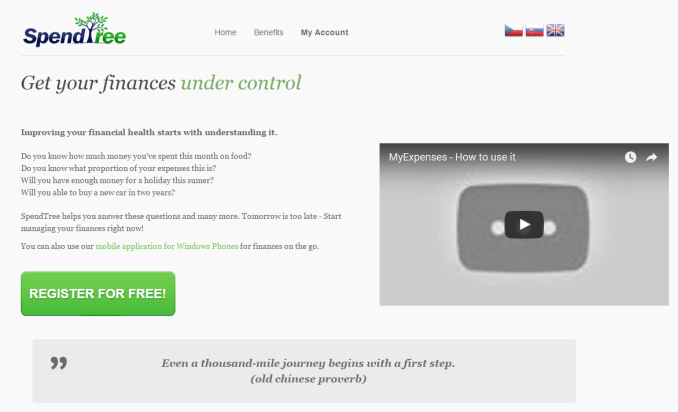 SpendTree
Home Benefits My Account
Get your finances under control
Improving your financial health starts with understanding it.
Do you know how much money you've spent this month on food?
Do you know what proportion of your expenses this is?
Will you have enough money for a holiday this sumer?
Will you able to buy a new car in two years?
SpendTree helps you answer these questions and many more. Tomorrow is too late - Start
managing your finances right now!
You can also use our mobile application for Windows Phones for finances on the go.
MyExpenses - How to use it
REGISTER FOR FREE!
Even a thousand-mile journey begins with a first step.
(old chinese proverb)